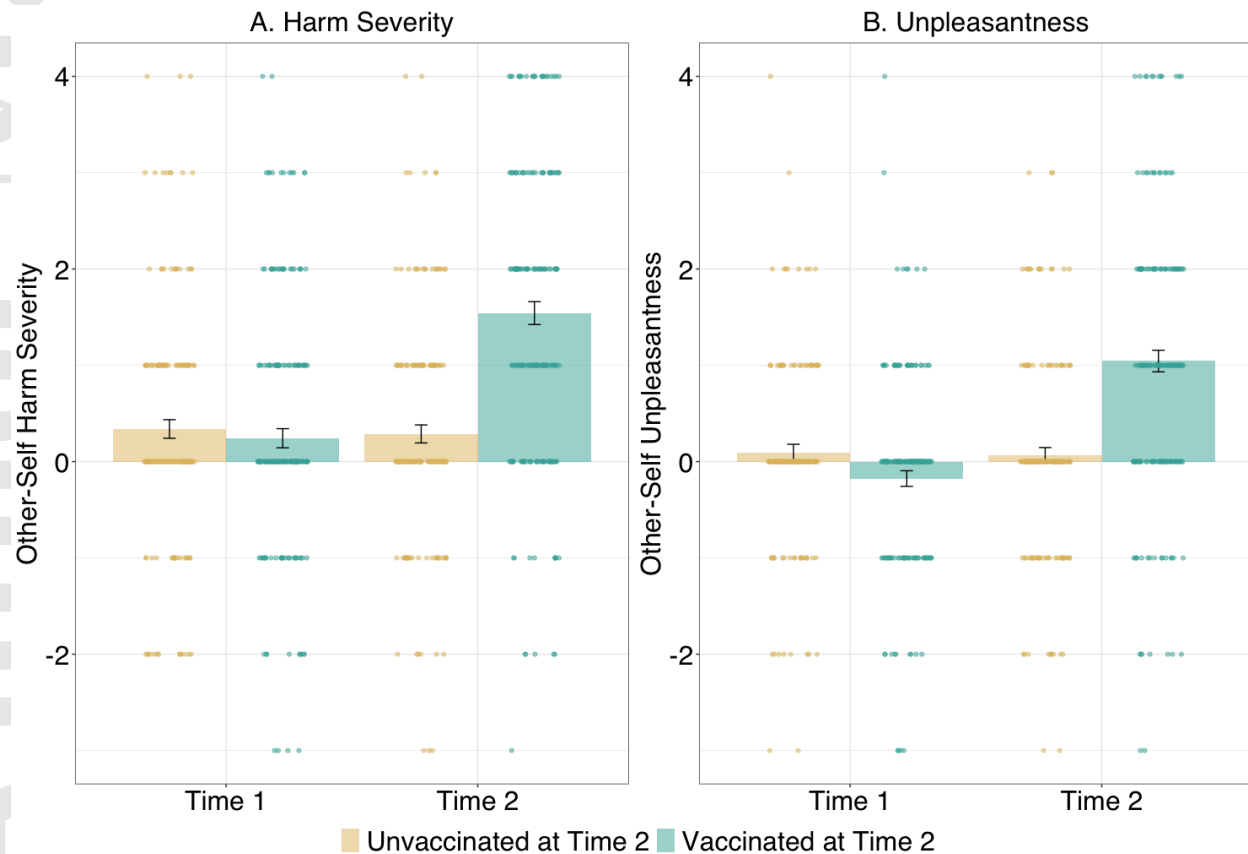 A. Harm Severity
B. Unpleasantness
Other-Self Harm Severity
4
2
0
-2
Time 1
Time 2
Other-Self Unpleasantness
4
2
0
-2
Time 1
Time 2
Unvaccinated at Time 2
Vaccinated at Time 2